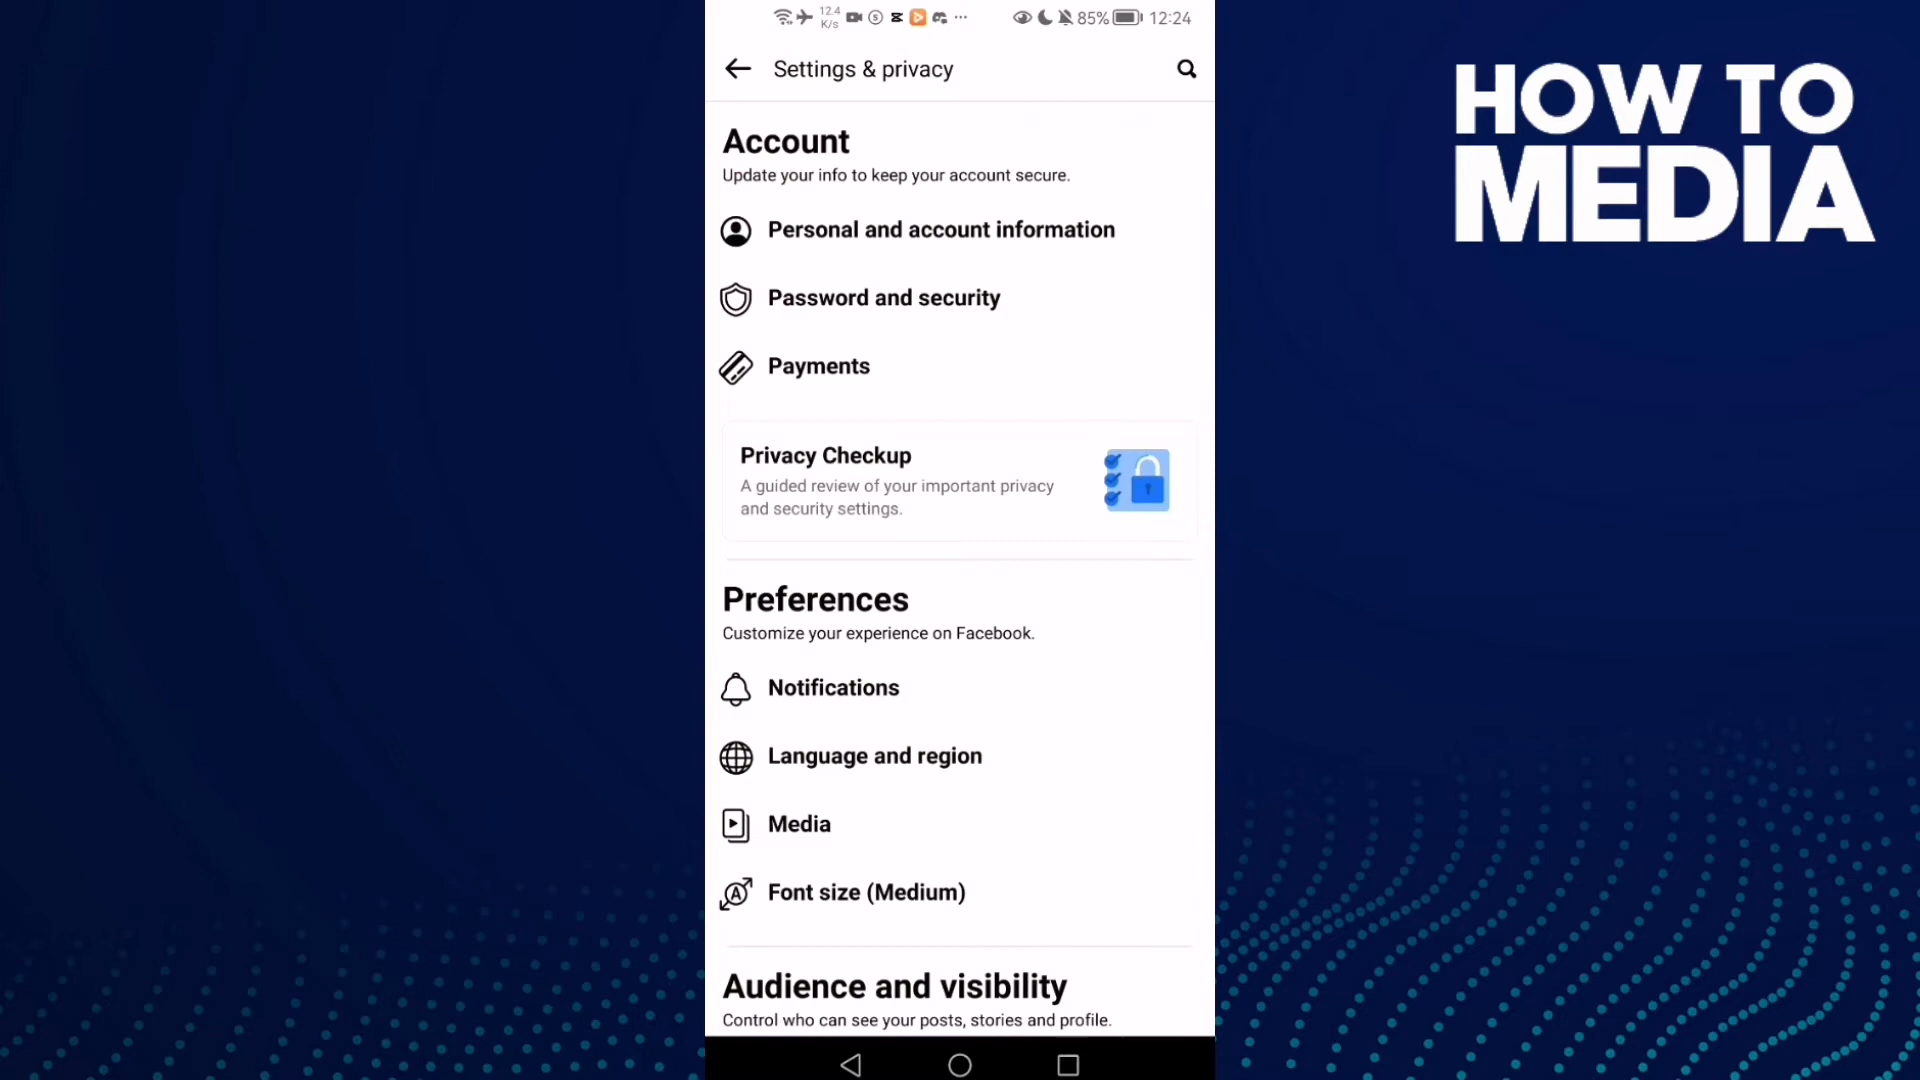 12.4
K/s
85%
12:24
Settings & privacy
HOW TO
MEDIA
Account
Update your info to keep your account secure.
Personal and account information
Password and security
Payments
Privacy Checkup
A guided review of your important privacy
and security settings.
Preferences
Customize your experience on Facebook.
Notifications
Language and region
Media
Font size (Medium)
Audience and visibility
Control who can see your posts, stories and profile.